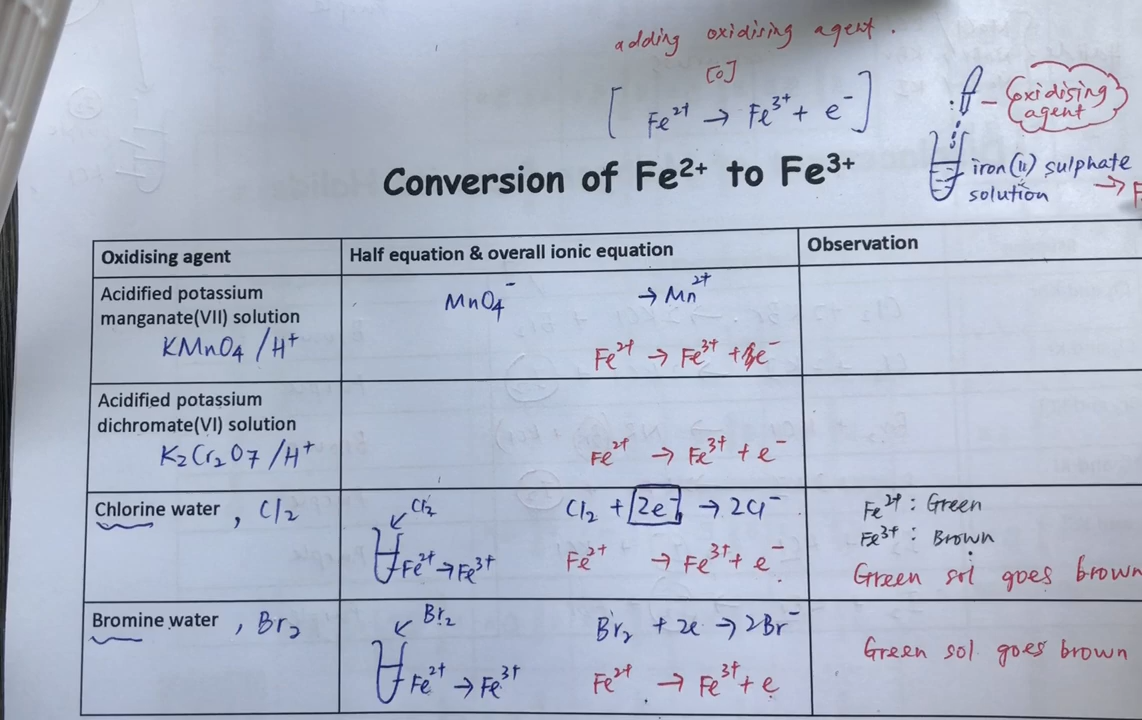 adding oxidising agent.
[O]
[ Fe²⁺ → Fe³⁺ + e⁻ ]
oxidising
agent
iron(II) sulphate
solution
→ F
Conversion of Fe²⁺ to Fe³⁺
Oxidising agent
Half equation & overall ionic equation
Observation
Acidified potassium
manganate(VII) solution
KMnO₄ / H⁺
MnO₄⁻ → Mn²⁺
Fe²⁺ → Fe³⁺ + e⁻
Acidified potassium
dichromate(VI) solution
K₂Cr₂O₇ / H⁺
Fe²⁺ → Fe³⁺ + e⁻
Chlorine water , Cl₂
Cl₂
Fe²⁺ → Fe³⁺
Cl₂ + 2e⁻ → 2Cl⁻
Fe²⁺ → Fe³⁺ + e⁻
Fe²⁺ : Green
Fe³⁺ : Brown
Green sol goes brown
Bromine water , Br₂
Br₂
Fe²⁺ → Fe³⁺
Br₂ + 2e → 2Br⁻
Fe²⁺ → Fe³⁺ + e
Green sol. goes brown